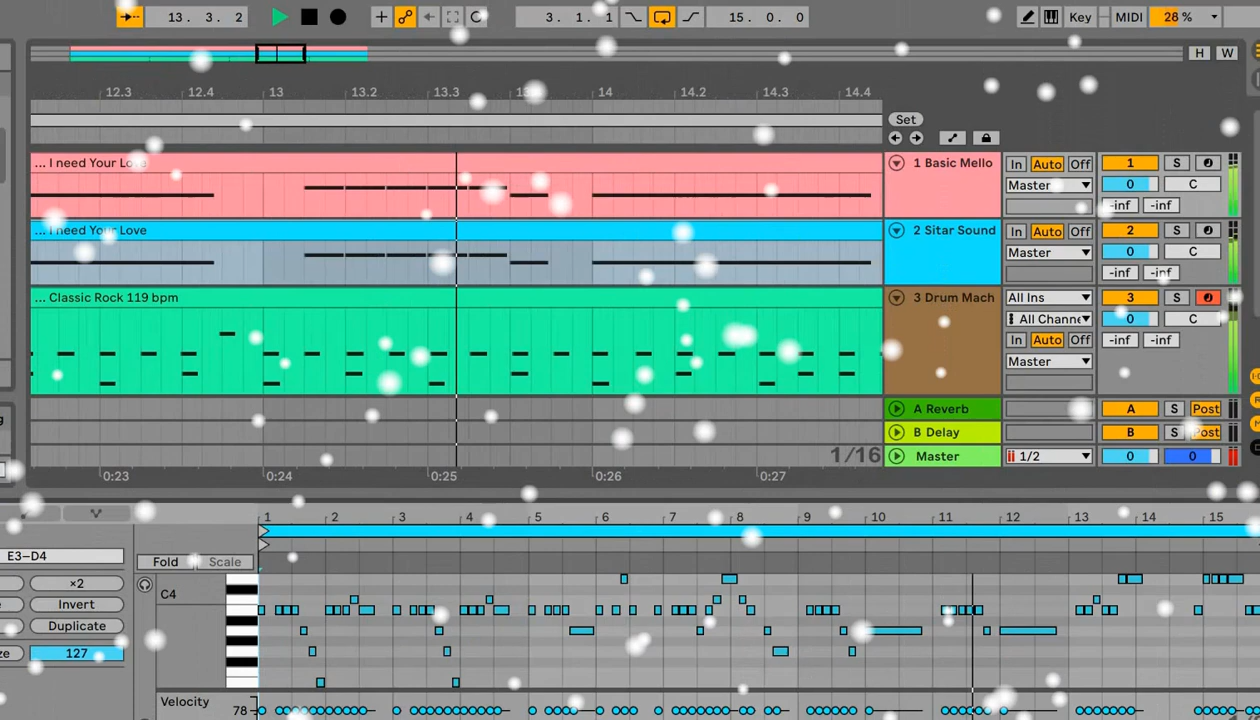 13. 3. 2 3. 1. 1 15. 0. 0 Key MIDI 28 %
H W
12.3 12.4 13 13.2 13.3 14 14.2 14.3 14.4
Set
... I need Your Love 1 Basic Mello In Auto Off 1 S
Master 0 C
-inf -inf
... I need Your Love 2 Sitar Sound In Auto Off 2 S
Master 0 C
-inf -inf
... Classic Rock 119 bpm 3 Drum Mach All Ins 3 S
All Channe 0 C
In Auto Off -inf -inf
Master
A Reverb A S Post
B Delay B S Post
1/16 Master 1/2 0 0
0:23 0:24 0:25 0:26 0:27
1 2 3 4 5 6 7 8 9 10 11 12 13 14 15
E3–D4 Fold Scale
×2 C4
Invert
Duplicate
127
Velocity
78